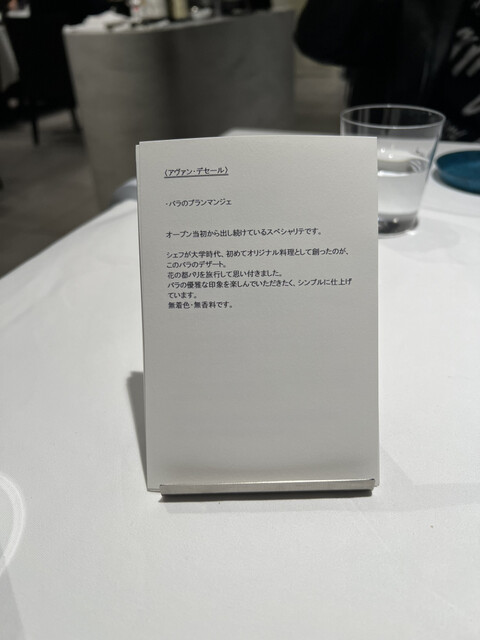 〈アヴァン・デセール〉
・バラのブランマンジェ
オープン当初から出し続けているスペシャリテです。
シェフが大学時代、初めてオリジナル料理として創ったのが、
このバラのデザート。
花の都パリを旅行して思い付きました。
バラの優雅な印象を楽しんでいただきたく、シンプルに仕上げ
ています。
無着色・無香料です。